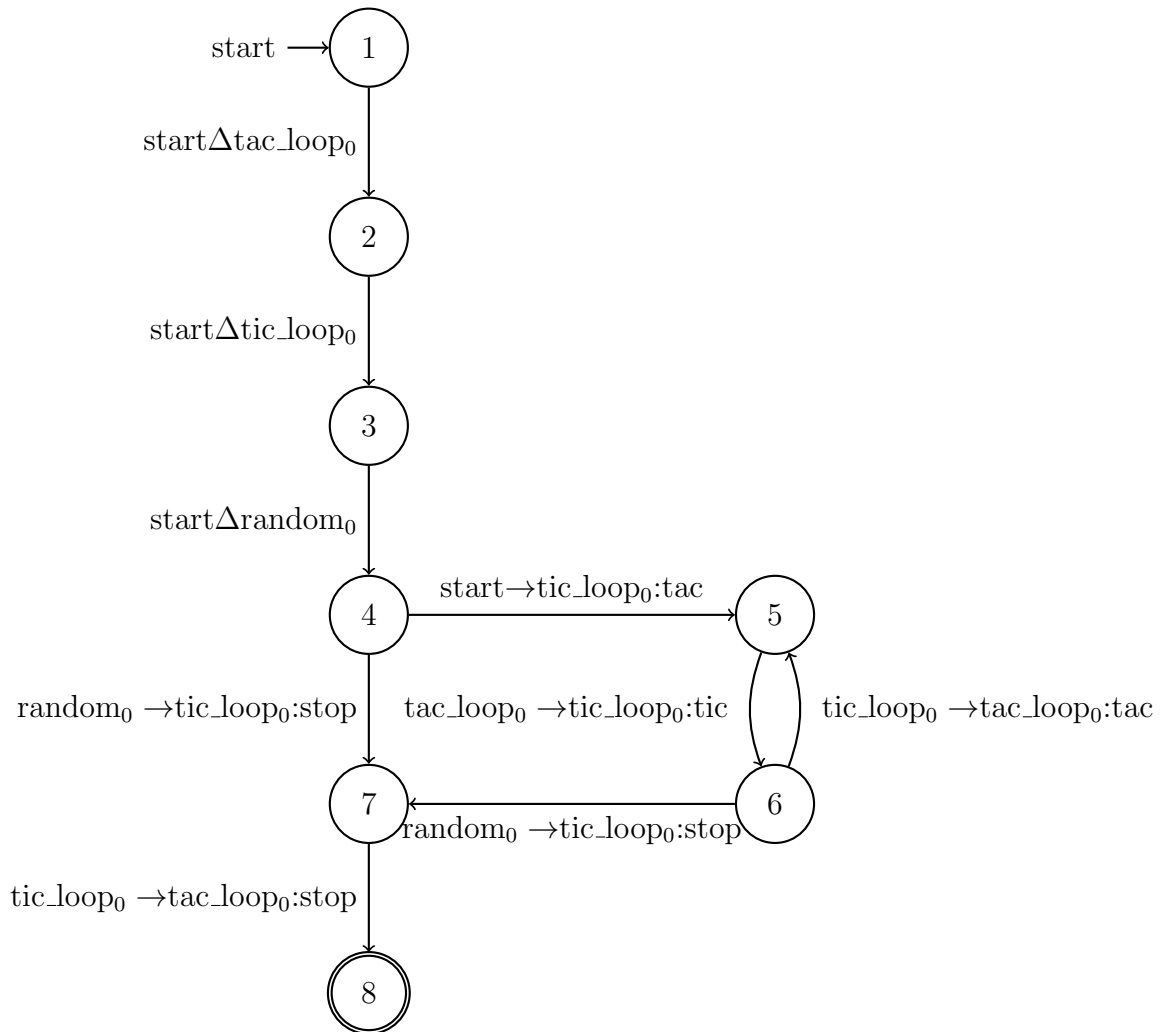 start
1
startΔtac_loop₀
2
startΔtic_loop₀
3
startΔrandom₀
start→tic_loop₀:tac
4
5
random₀ →tic_loop₀:stop
tac_loop₀ →tic_loop₀:tic
tic_loop₀ →tac_loop₀:tac
7
6
random₀ →tic_loop₀:stop
tic_loop₀ →tac_loop₀:stop
8